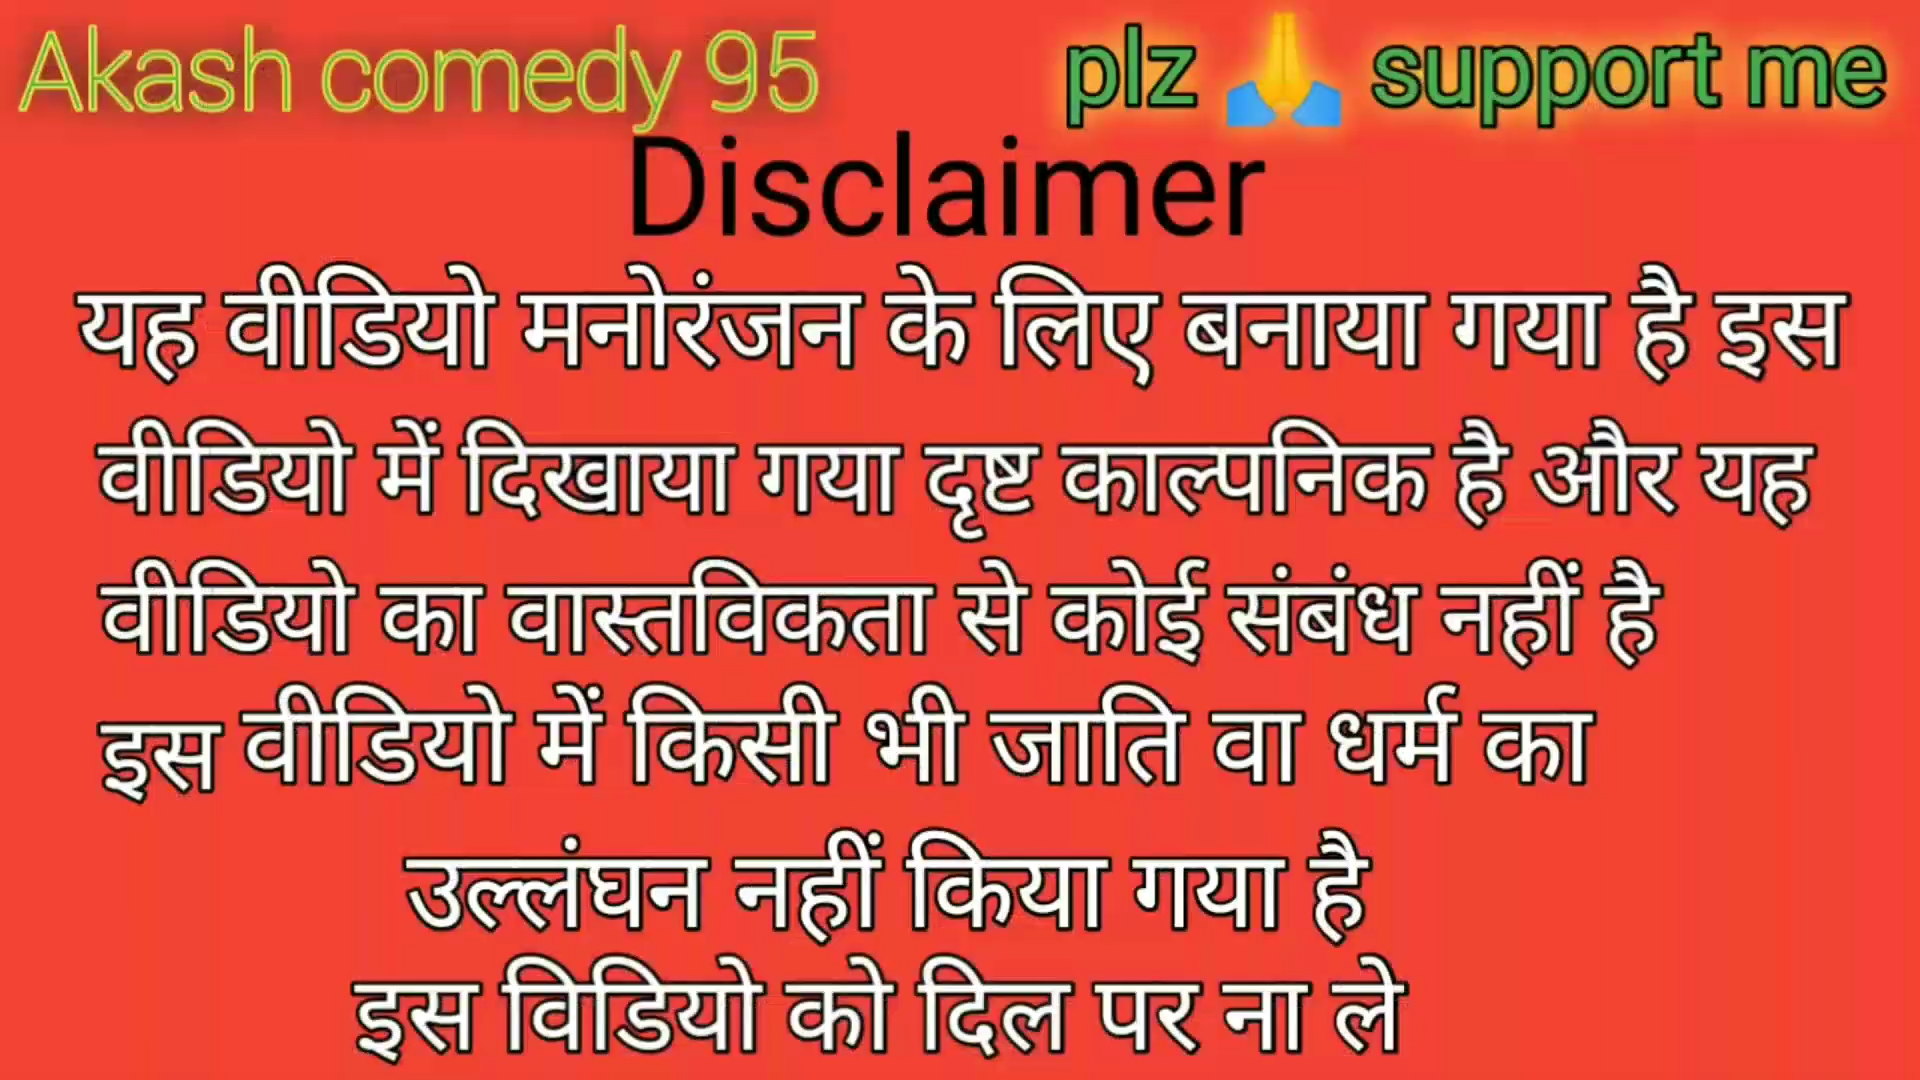 Akash comedy 95
plz 🙏 support me
Disclaimer
यह वीडियो मनोरंजन के लिए बनाया गया है इस
वीडियो में दिखाया गया दृष्ट काल्पनिक है और यह
वीडियो का वास्तविकता से कोई संबंध नहीं है
इस वीडियो में किसी भी जाति वा धर्म का
उल्लंघन नहीं किया गया है
इस विडियो को दिल पर ना ले